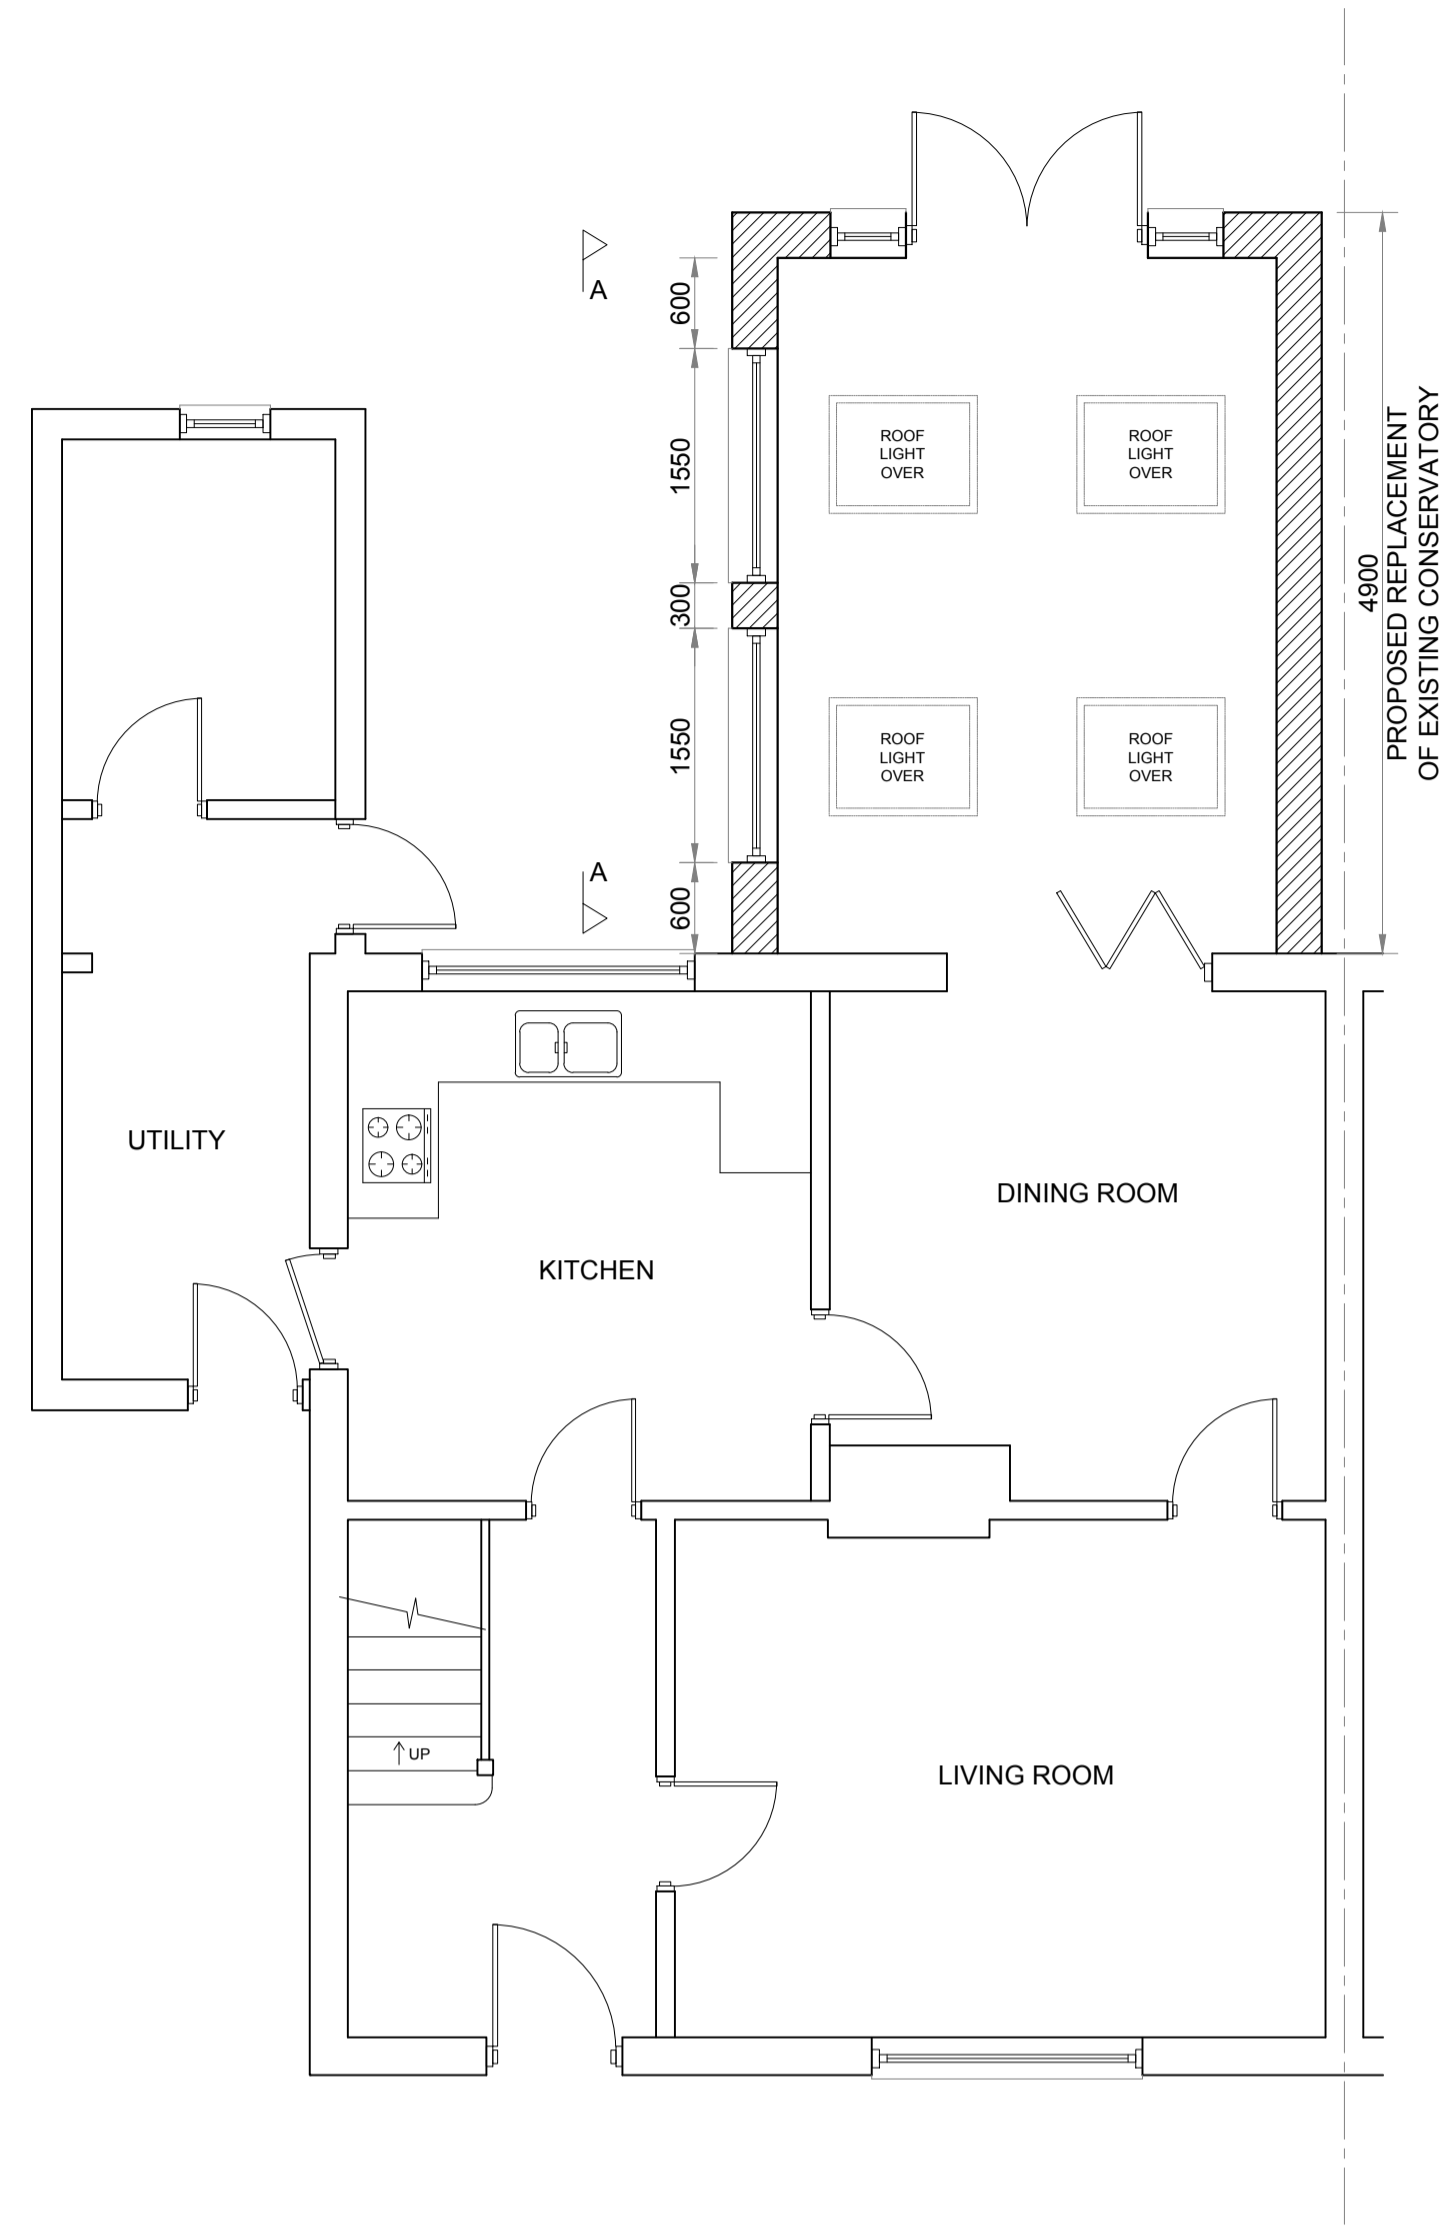 A
600
1550
300
1550
600
A
ROOF
LIGHT
OVER
ROOF
LIGHT
OVER
ROOF
LIGHT
OVER
ROOF
LIGHT
OVER
4900
PROPOSED REPLACEMENT
OF EXISTING CONSERVATORY
UTILITY
KITCHEN
DINING ROOM
UP
LIVING ROOM